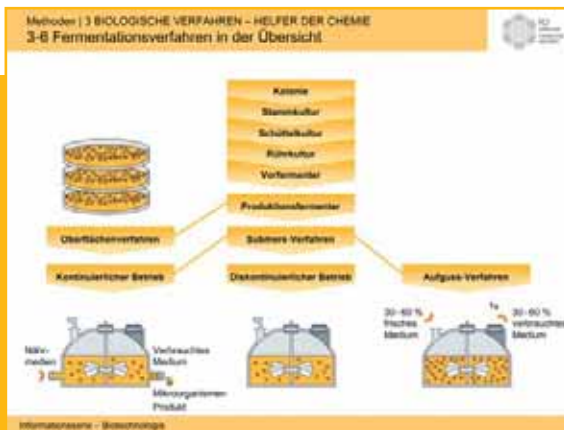 Methoden | 3 BIOLOGISCHE VERFAHREN – HELFER DER CHEMIE
3-6 Fermentationsverfahren in der Übersicht
Kolonie
Stammkultur
Schüttelkultur
Rührkultur
Vorfermenter
Produktionsfermenter
Oberflächenverfahren
Submers-Verfahren
Kontinuierlicher Betrieb
Diskontinuierlicher Betrieb
Aufguss-Verfahren
30-60 %
frisches
Medium
30-60 %
verbrauchtes
Medium
Nähr-
medien
Verbrauchtes
Medium
Mikroorganismen
Produkt
Informationsserie – Biotechnologie